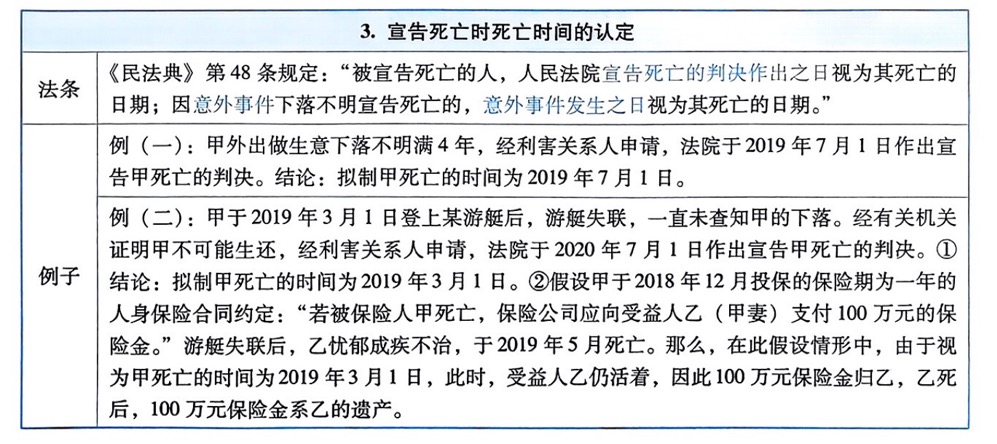 3. 宣告死亡时死亡时间的认定
法条
《民法典》第 48 条规定：“被宣告死亡的人，人民法院宣告死亡的判决作出之日视为其死亡的
日期；因意外事件下落不明宣告死亡的，意外事件发生之日视为其死亡的日期。”
例子
例（一）：甲外出做生意下落不明满 4 年，经利害关系人申请，法院于 2019 年 7 月 1 日作出宣
告甲死亡的判决。结论：拟制甲死亡的时间为 2019 年 7 月 1 日。
例（二）：甲于 2019 年 3 月 1 日登上某游艇后，游艇失联，一直未查知甲的下落。经有关机关
证明甲不可能生还，经利害关系人申请，法院于 2020 年 7 月 1 日作出宣告甲死亡的判决。①
结论：拟制甲死亡的时间为 2019 年 3 月 1 日。②假设甲于 2018 年 12 月投保的保险期为一年的
人身保险合同约定：“若被保险人甲死亡，保险公司应向受益人乙（甲妻）支付 100 万元的保
险金。”游艇失联后，乙忧郁成疾不治，于 2019 年 5 月死亡。那么，在此假设情形中，由于视
为甲死亡的时间为 2019 年 3 月 1 日，此时，受益人乙仍活着，因此 100 万元保险金归乙，乙死
后，100 万元保险金系乙的遗产。